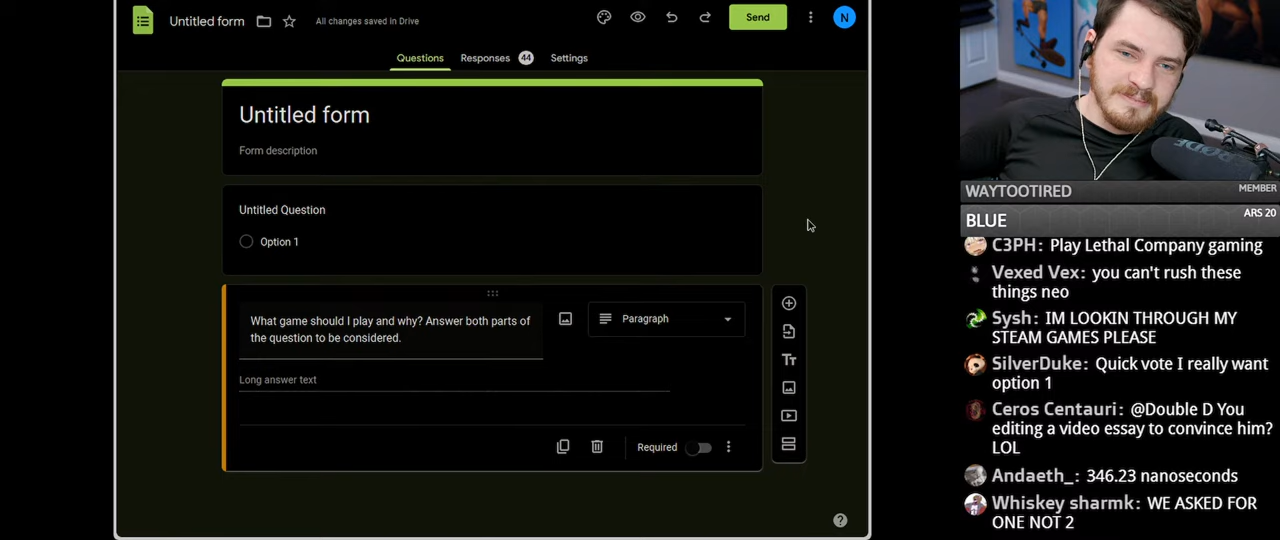 Untitled form
All changes saved in Drive
Send
N
Questions
Responses 44
Settings
Untitled form
Form description
Untitled Question
Option 1
What game should I play and why? Answer both parts of
the question to be considered.
Paragraph
Long answer text
Required
RODE
WAYTOOTIRED
MEMBER
BLUE
ARS 20
C3PH: Play Lethal Company gaming
Vexed Vex: you can't rush these
things neo
Sysh: IM LOOKIN THROUGH MY
STEAM GAMES PLEASE
SilverDuke: Quick vote I really want
option 1
Ceros Centauri: @Double D You
editing a video essay to convince him?
LOL
Andaeth_: 346.23 nanoseconds
Whiskey sharmk: WE ASKED FOR
ONE NOT 2